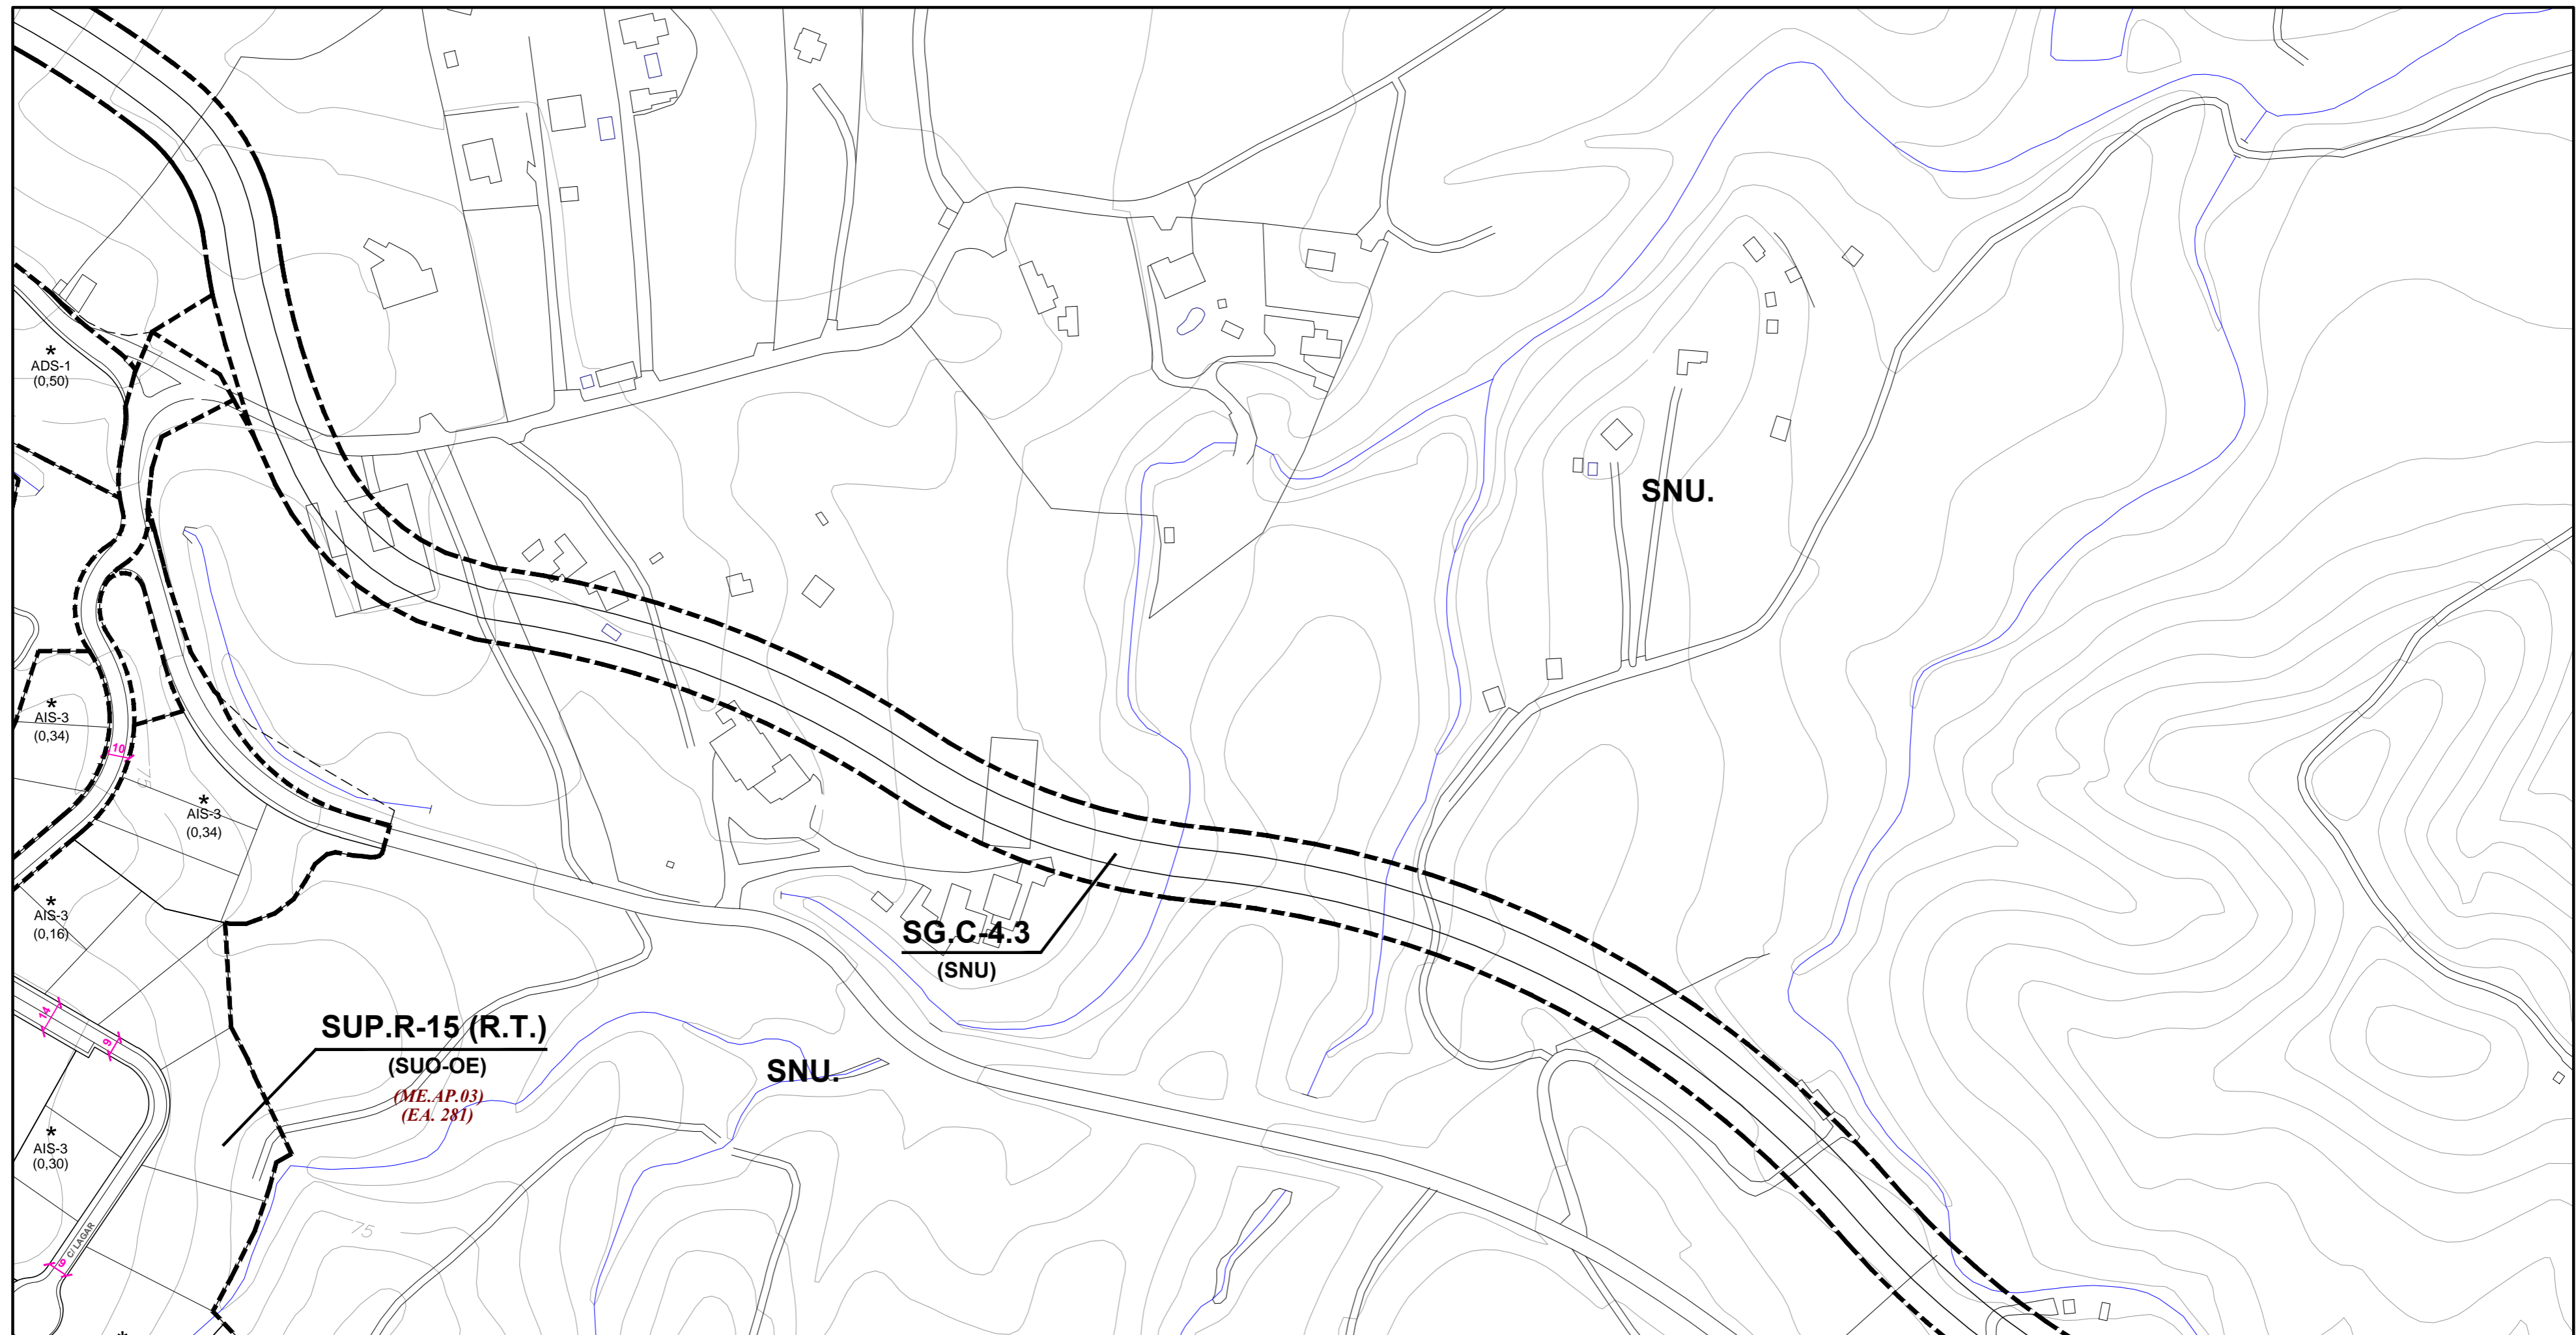 *
ADS-1
(0,50)
SNU.
*
AIS-3
(0,34)
10
75
*
AIS-3
(0,34)
*
AIS-3
(0,16)
SG.C-4.3
(SNU)
14
9
SUP.R-15 (R.T.)
(SUO-OE)
(ME.AP.03)
(EA. 281)
SNU.
*
AIS-3
(0,30)
75
C/ LAGAR
*